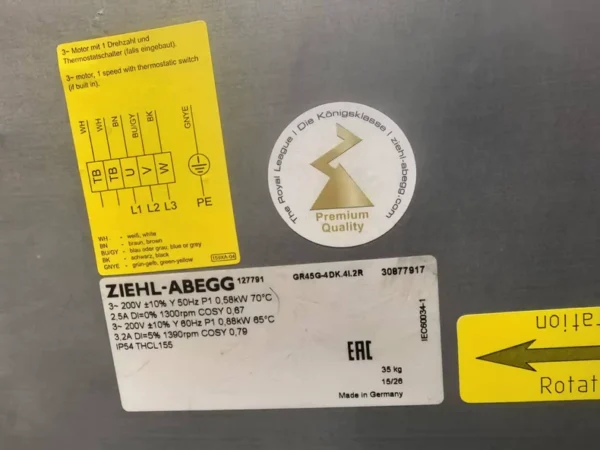 3~ Motor mit 1 Drehzahl und
Thermostatschalter (falls eingebaut).
3~ motor, 1 speed with thermostatic switch
(if built in).
WH
WH
BN
BU/GY
BK
GNYE
TB
TB
U
V
W
L1 L2 L3
PE
WH - weiß, white
BN - braun, brown
BU/GY - blau oder grau, blue or grey
BK - schwarz, black
GNYE - grün-gelb, green-yellow
The Royal League | Die Königsklasse | ziehl-abegg.com
Premium
Quality
ZIEHL-ABEGG 127791 GR45G-4DK.4I.2R 30877917
3~ 200V ±10% Y 50Hz P1 0,58kW 70°C
2.5A DI=0% 1300rpm COSY 0,67
3~ 200V ±10% Y 60Hz P1 0,88kW 65°C
3,2A DI=5% 1390rpm COSY 0,79
IP54 THCL155
IEC60034-1
EAC
35 kg
15/26
Made in Germany
ration
Rotat